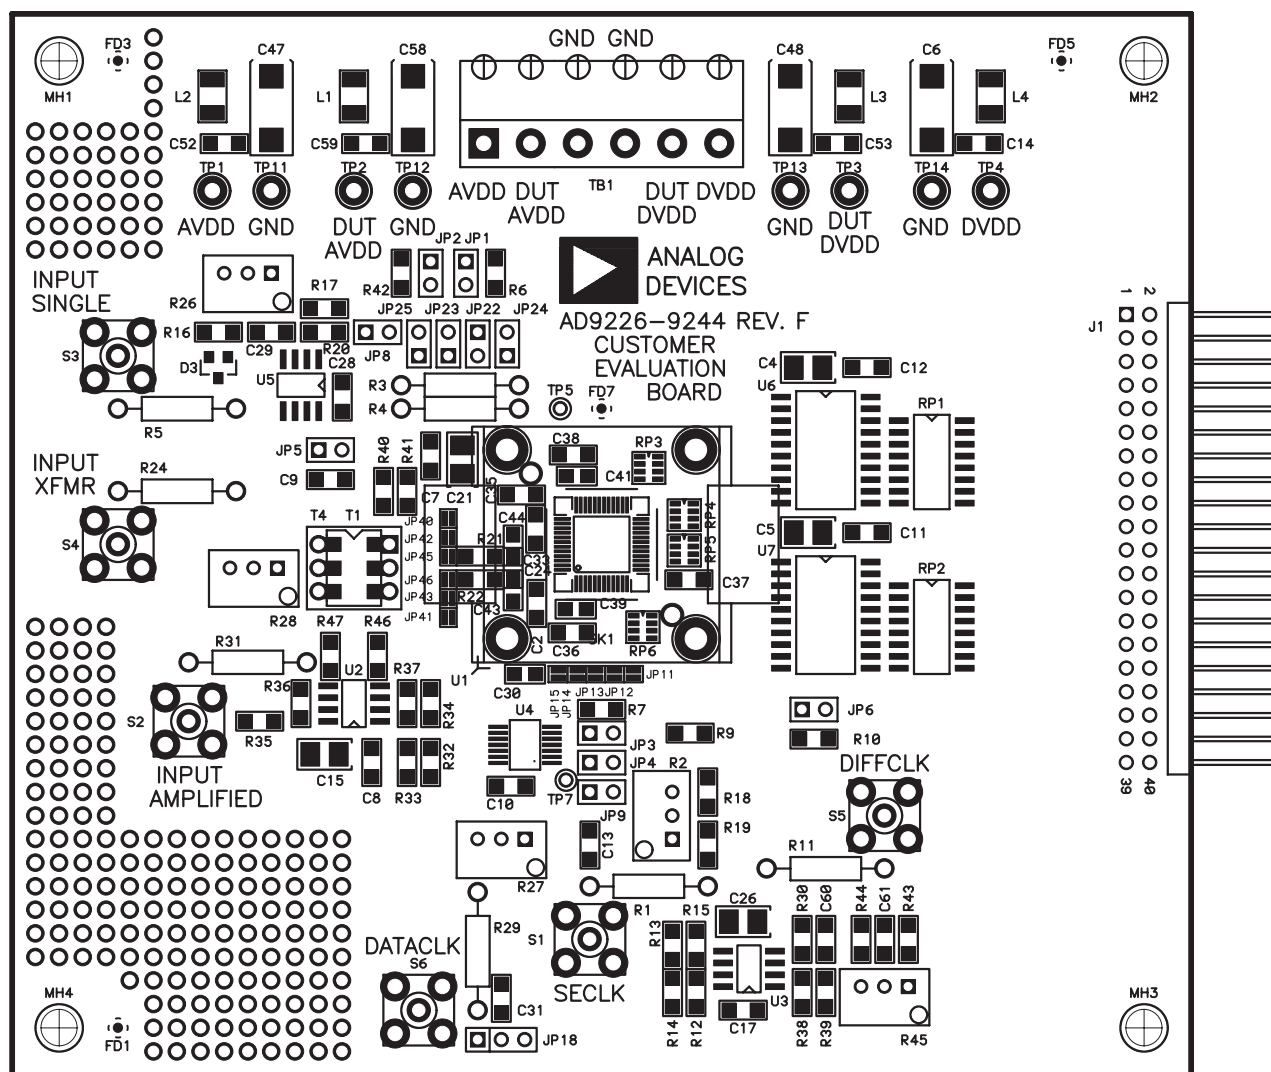 GND GND
FD3
C47
C58
C48
C6
FD5
MH1
L2
L1
L3
L4
MH2
C52
C59
C53
C14
TP1
TP11
TP2
TP12
TB1
TP13
TP3
TP14
TP4
AVDD
GND
DUT
AVDD
GND
AVDD
DUT
AVDD
DUT
DVDD
DVDD
GND
DUT
DVDD
GND
DVDD
JP2
JP1
ANALOG
DEVICES
INPUT
SINGLE
R26
R17
R42
R6
JP25
JP23
JP22
JP24
AD9226-9244 REV. F
CUSTOMER
EVALUATION
BOARD
1
2
J1
S3
R16
C29
R20
JP8
D3
U5
C28
R3
R4
TP5
FD7
C4
C12
U6
RP1
R5
INPUT
XFMR
R24
JP5
C9
R40
R41
C7
C21
C38
RP3
C41
C35
RP4
RP5
C5
C11
U7
RP2
S4
T4
T1
JP40
JP42
JP45
JP46
JP43
JP41
R21
R22
C44
C33
C24
C43
C2
C39
C36
C37
SK1
RP6
R28
R47
R46
R31
U2
R37
U1
C30
JP15
JP14
JP13
JP12
JP11
R36
R34
S2
R35
INPUT
AMPLIFIED
C15
C8
R33
R32
U4
R7
R9
JP3
JP4
JP9
TP7
C10
R2
R18
R19
JP6
R10
DIFFCLK
S5
39
40
C13
R27
R11
R1
R15
R29
C26
R30
C60
R44
C61
R43
DATACLK
S6
S1
SECLK
R13
U3
C31
JP18
R14
R12
C17
R38
R39
R45
MH4
FD1
MH3